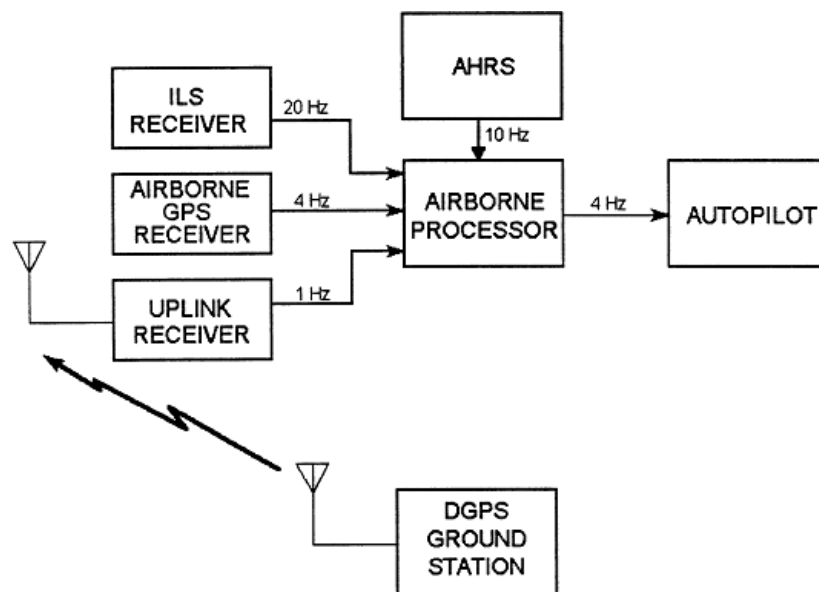 AHRS
ILS
RECEIVER
20 Hz
10 Hz
AIRBORNE
GPS
RECEIVER
4 Hz
AIRBORNE
PROCESSOR
4 Hz
AUTOPILOT
UPLINK
RECEIVER
1 Hz
DGPS
GROUND
STATION